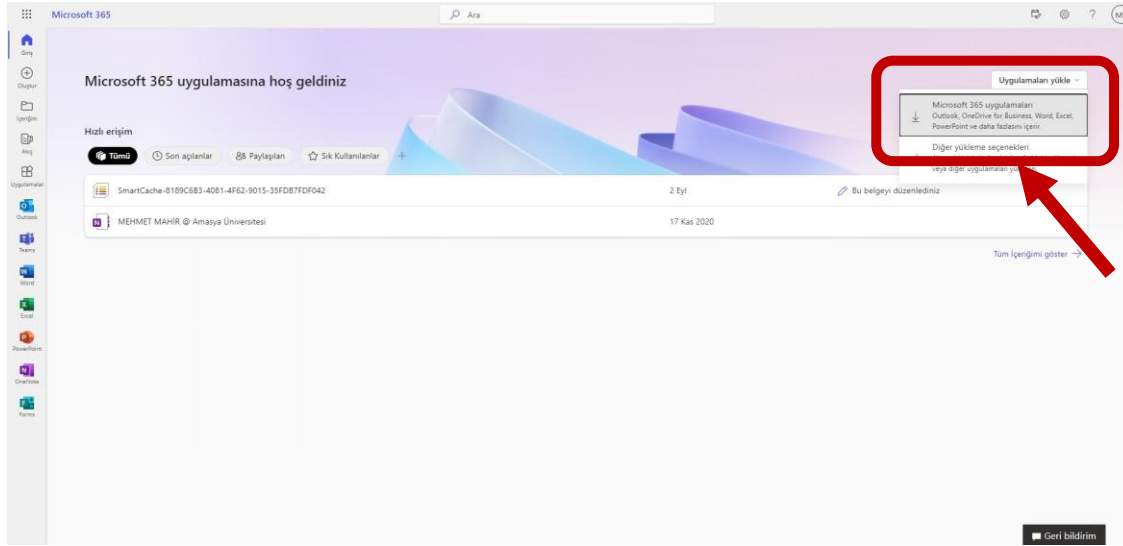 Microsoft 365
Ara
?
M
Giriş
Oluştur
İçeriğim
Akış
Uygulamalar
Outlook
Teams
Word
Excel
PowerPoint
OneNote
Forms
Microsoft 365 uygulamasına hoş geldiniz
Uygulamaları yükle
Microsoft 365 uygulamaları
Outlook, OneDrive for Business, Word, Excel,
PowerPoint ve daha fazlasını içerir.
Diğer yükleme seçenekleri
veya diğer uygulamaları
Hızlı erişim
Tümü
Son açılanlar
Paylaşılan
Sık Kullanılanlar
+
SmartCache-8189C683-4081-4F62-9015-35FDB7FDF042
2 Eyl
Bu belgeyi düzenlediniz
MEHMET MAHİR @ Amasya Üniversitesi
17 Kas 2020
Tüm İçeriğimi göster
Geri bildirim